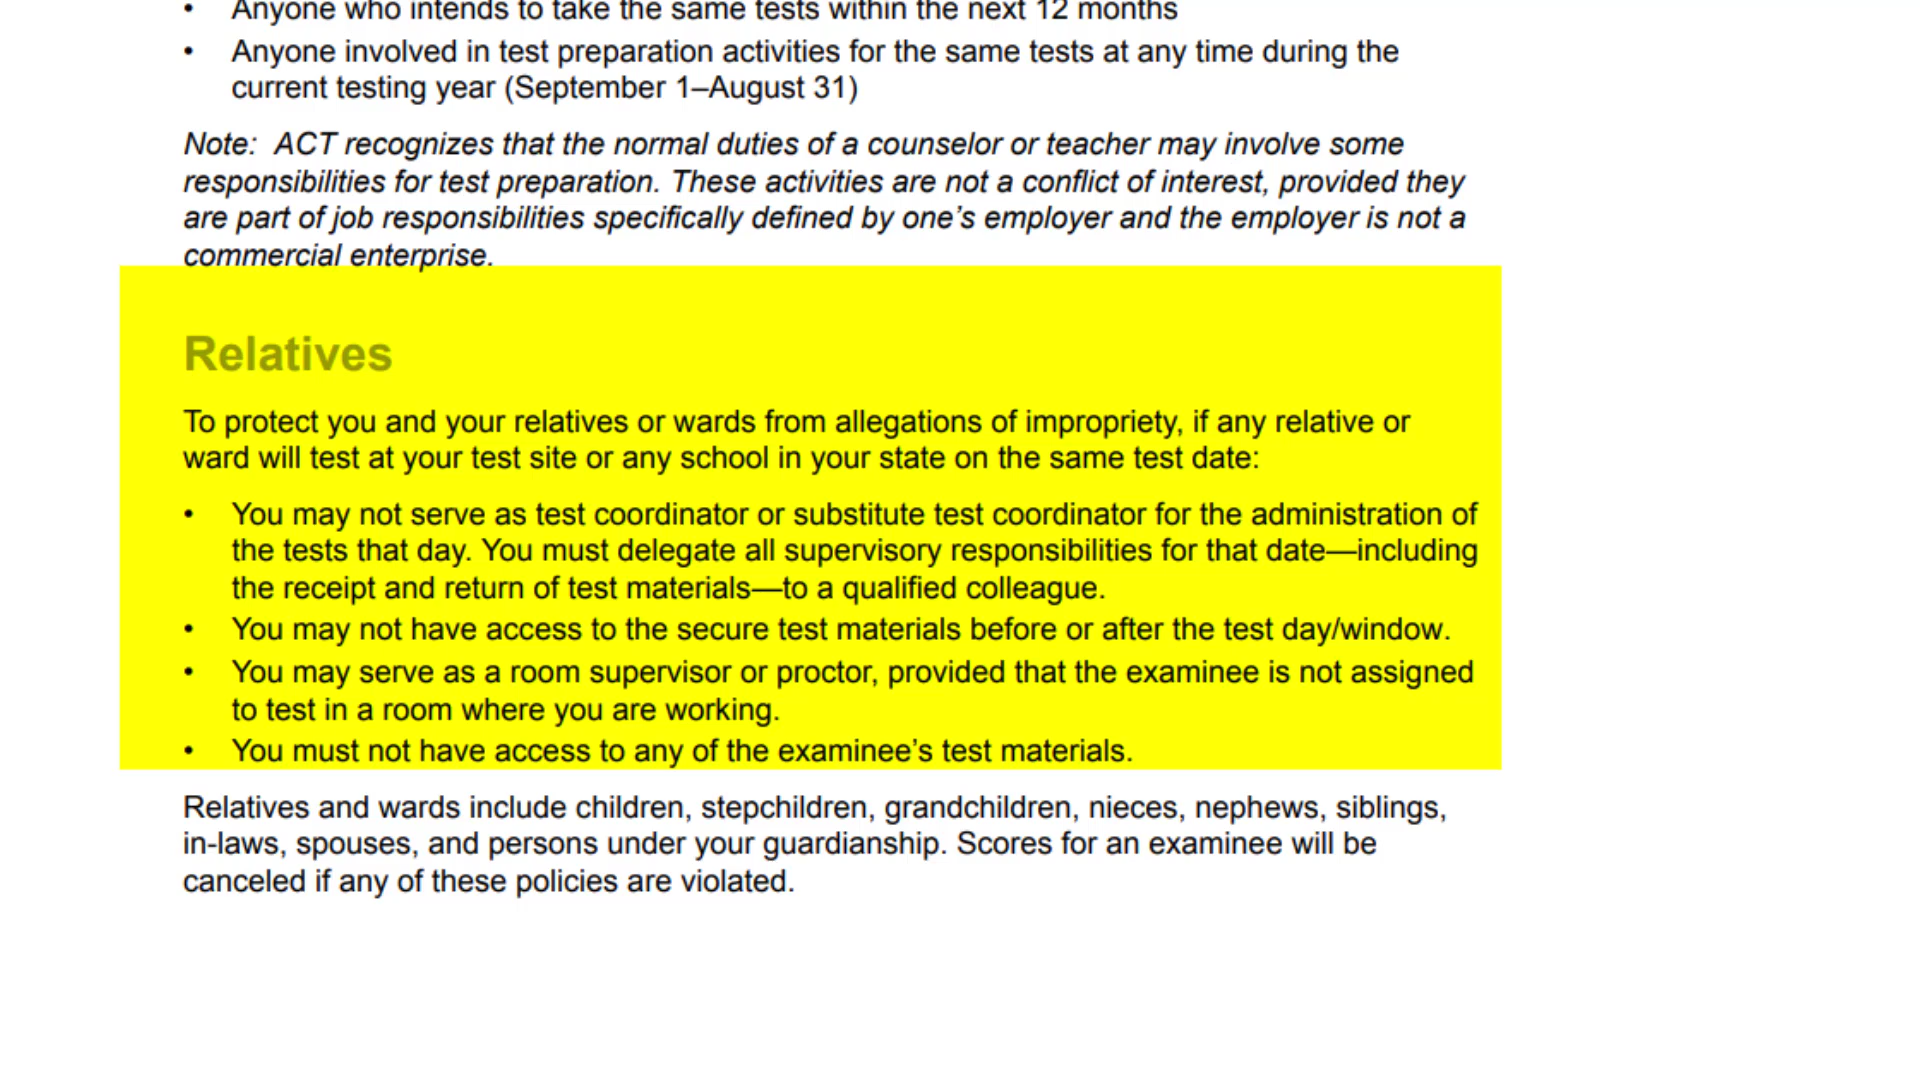 • Anyone who intends to take the same tests within the next 12 months
• Anyone involved in test preparation activities for the same tests at any time during the
current testing year (September 1–August 31)
Note:  ACT recognizes that the normal duties of a counselor or teacher may involve some
responsibilities for test preparation. These activities are not a conflict of interest, provided they
are part of job responsibilities specifically defined by one’s employer and the employer is not a
commercial enterprise.
Relatives
To protect you and your relatives or wards from allegations of impropriety, if any relative or
ward will test at your test site or any school in your state on the same test date:
• You may not serve as test coordinator or substitute test coordinator for the administration of
the tests that day. You must delegate all supervisory responsibilities for that date—including
the receipt and return of test materials—to a qualified colleague.
• You may not have access to the secure test materials before or after the test day/window.
• You may serve as a room supervisor or proctor, provided that the examinee is not assigned
to test in a room where you are working.
• You must not have access to any of the examinee’s test materials.
Relatives and wards include children, stepchildren, grandchildren, nieces, nephews, siblings,
in-laws, spouses, and persons under your guardianship. Scores for an examinee will be
canceled if any of these policies are violated.